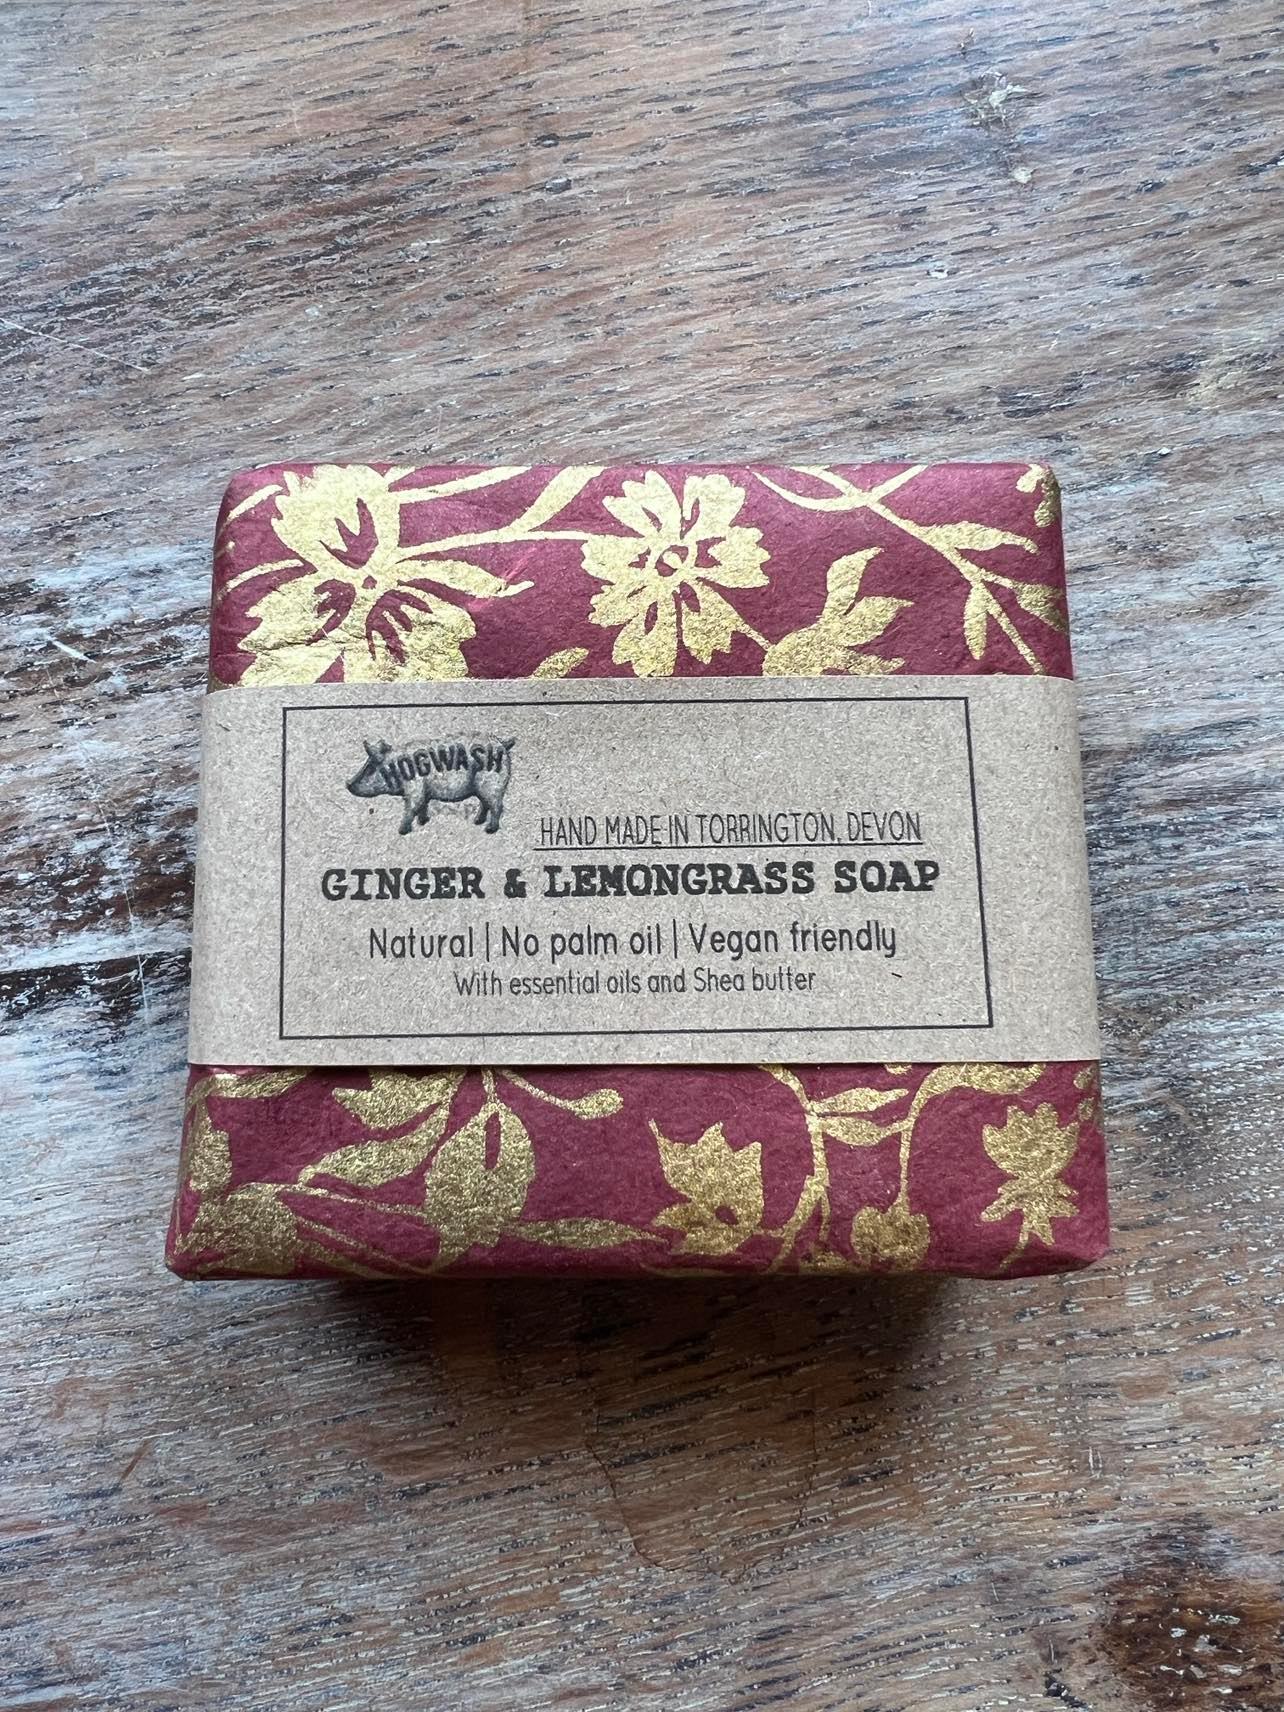 HOGWASH
HAND MADE IN TORRINGTON, DEVON
GINGER & LEMONGRASS SOAP
Natural | No palm oil | Vegan friendly
With essential oils and Shea butter